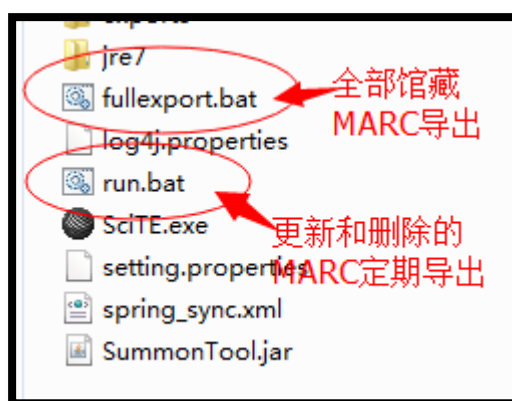 exports
jre7
fullexport.bat
全部馆藏
MARC导出
log4j.properties
run.bat
SciTE.exe
更新和删除的
setting.properties
MARC定期导出
spring_sync.xml
SummonTool.jar